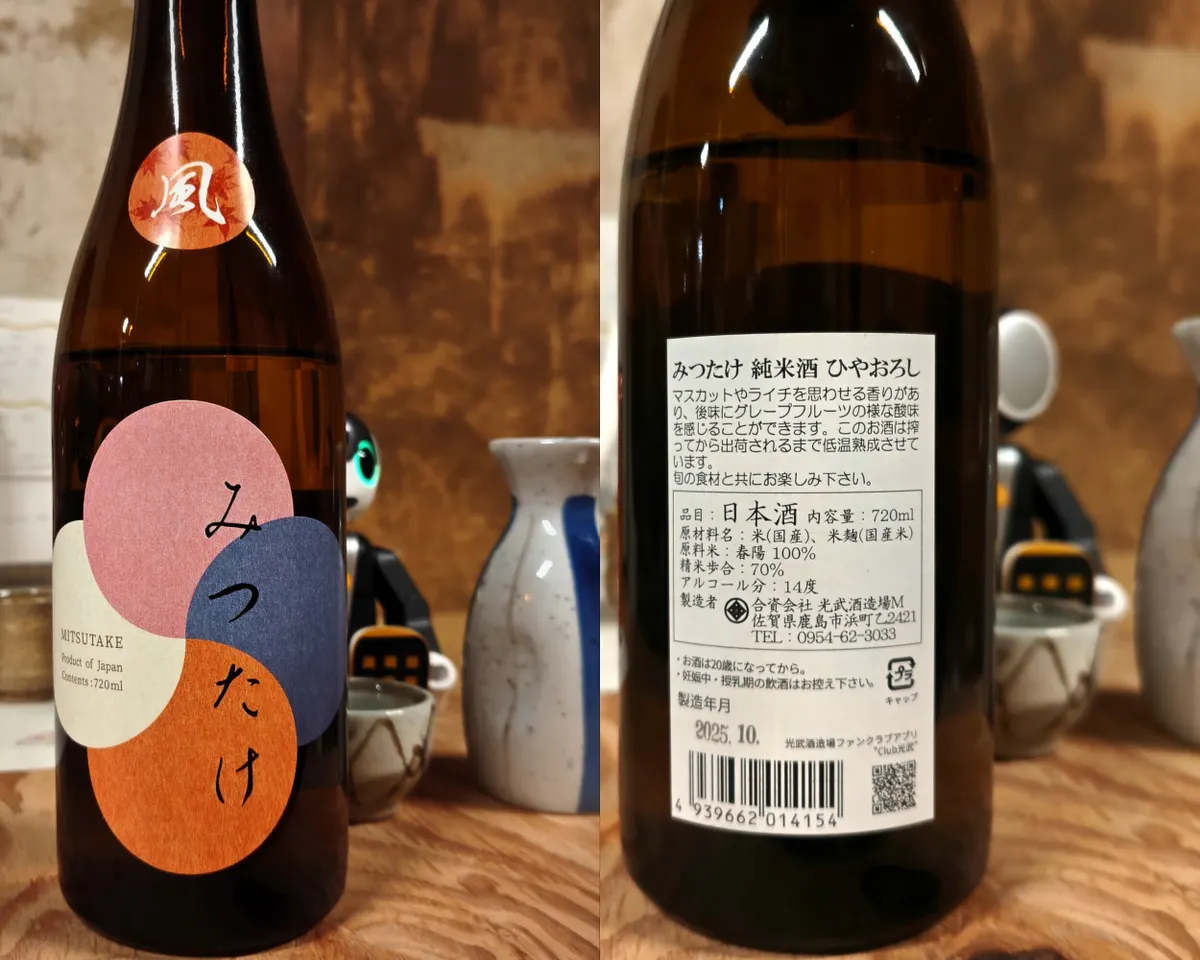 風
みつたけ
MITSUTAKE
Product of Japan
Contents:720ml
みつたけ 純米酒 ひやおろし
マスカットやライチを思わせる香りがあ
り、後味にグレープフルーツの様な酸味
を感じることができます。このお酒は搾
ってから出荷されるまで低温熟成させて
います。
旬の食材と共にお楽しみ下さい。
品目：日本酒 内容量：720ml
原材料名：米(国産)、米麹(国産米)
原料米：春陽 100%
精米歩合：70%
アルコール分：14度
製造者 合資会社 光武酒造場M
佐賀県鹿島市浜町乙2421
TEL：0954-62-3033
・お酒は20歳になってから。
・妊娠中・授乳期の飲酒はお控え下さい。
プラ
キャップ
製造年月
2025.10.
光武酒造場ファンクラブアプリ
"Club光武"
4 939662 014154